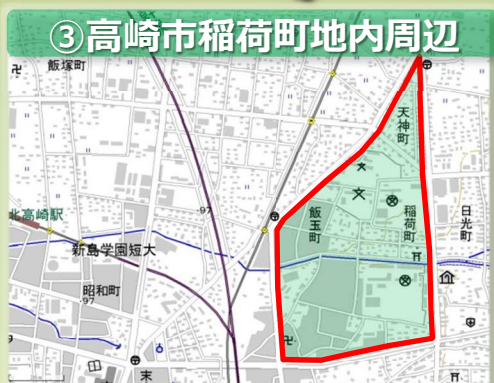 ③高崎市稲荷町地内周辺
飯塚町
天神町
飯玉町
稲荷町
日光町
北高崎駅
新島学園短大
昭和町
・97
・97
末